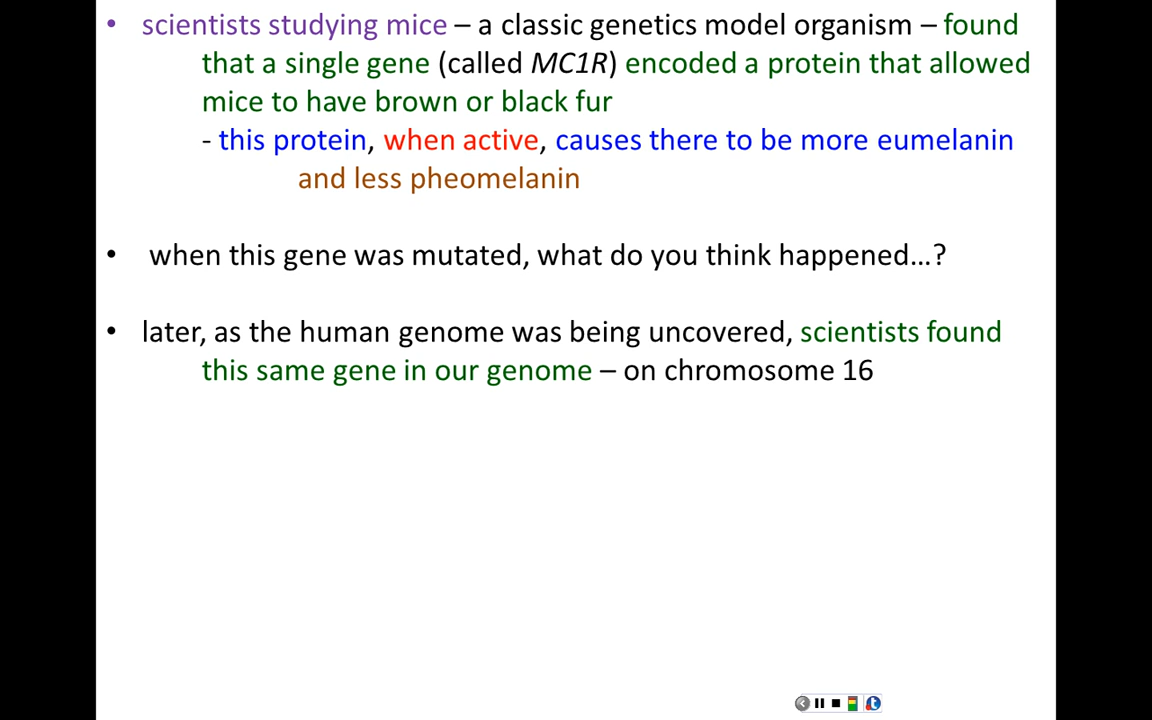 • scientists studying mice – a classic genetics model organism – found
that a single gene (called MC1R) encoded a protein that allowed
mice to have brown or black fur
- this protein, when active, causes there to be more eumelanin
and less pheomelanin
• when this gene was mutated, what do you think happened...?
• later, as the human genome was being uncovered, scientists found
this same gene in our genome – on chromosome 16